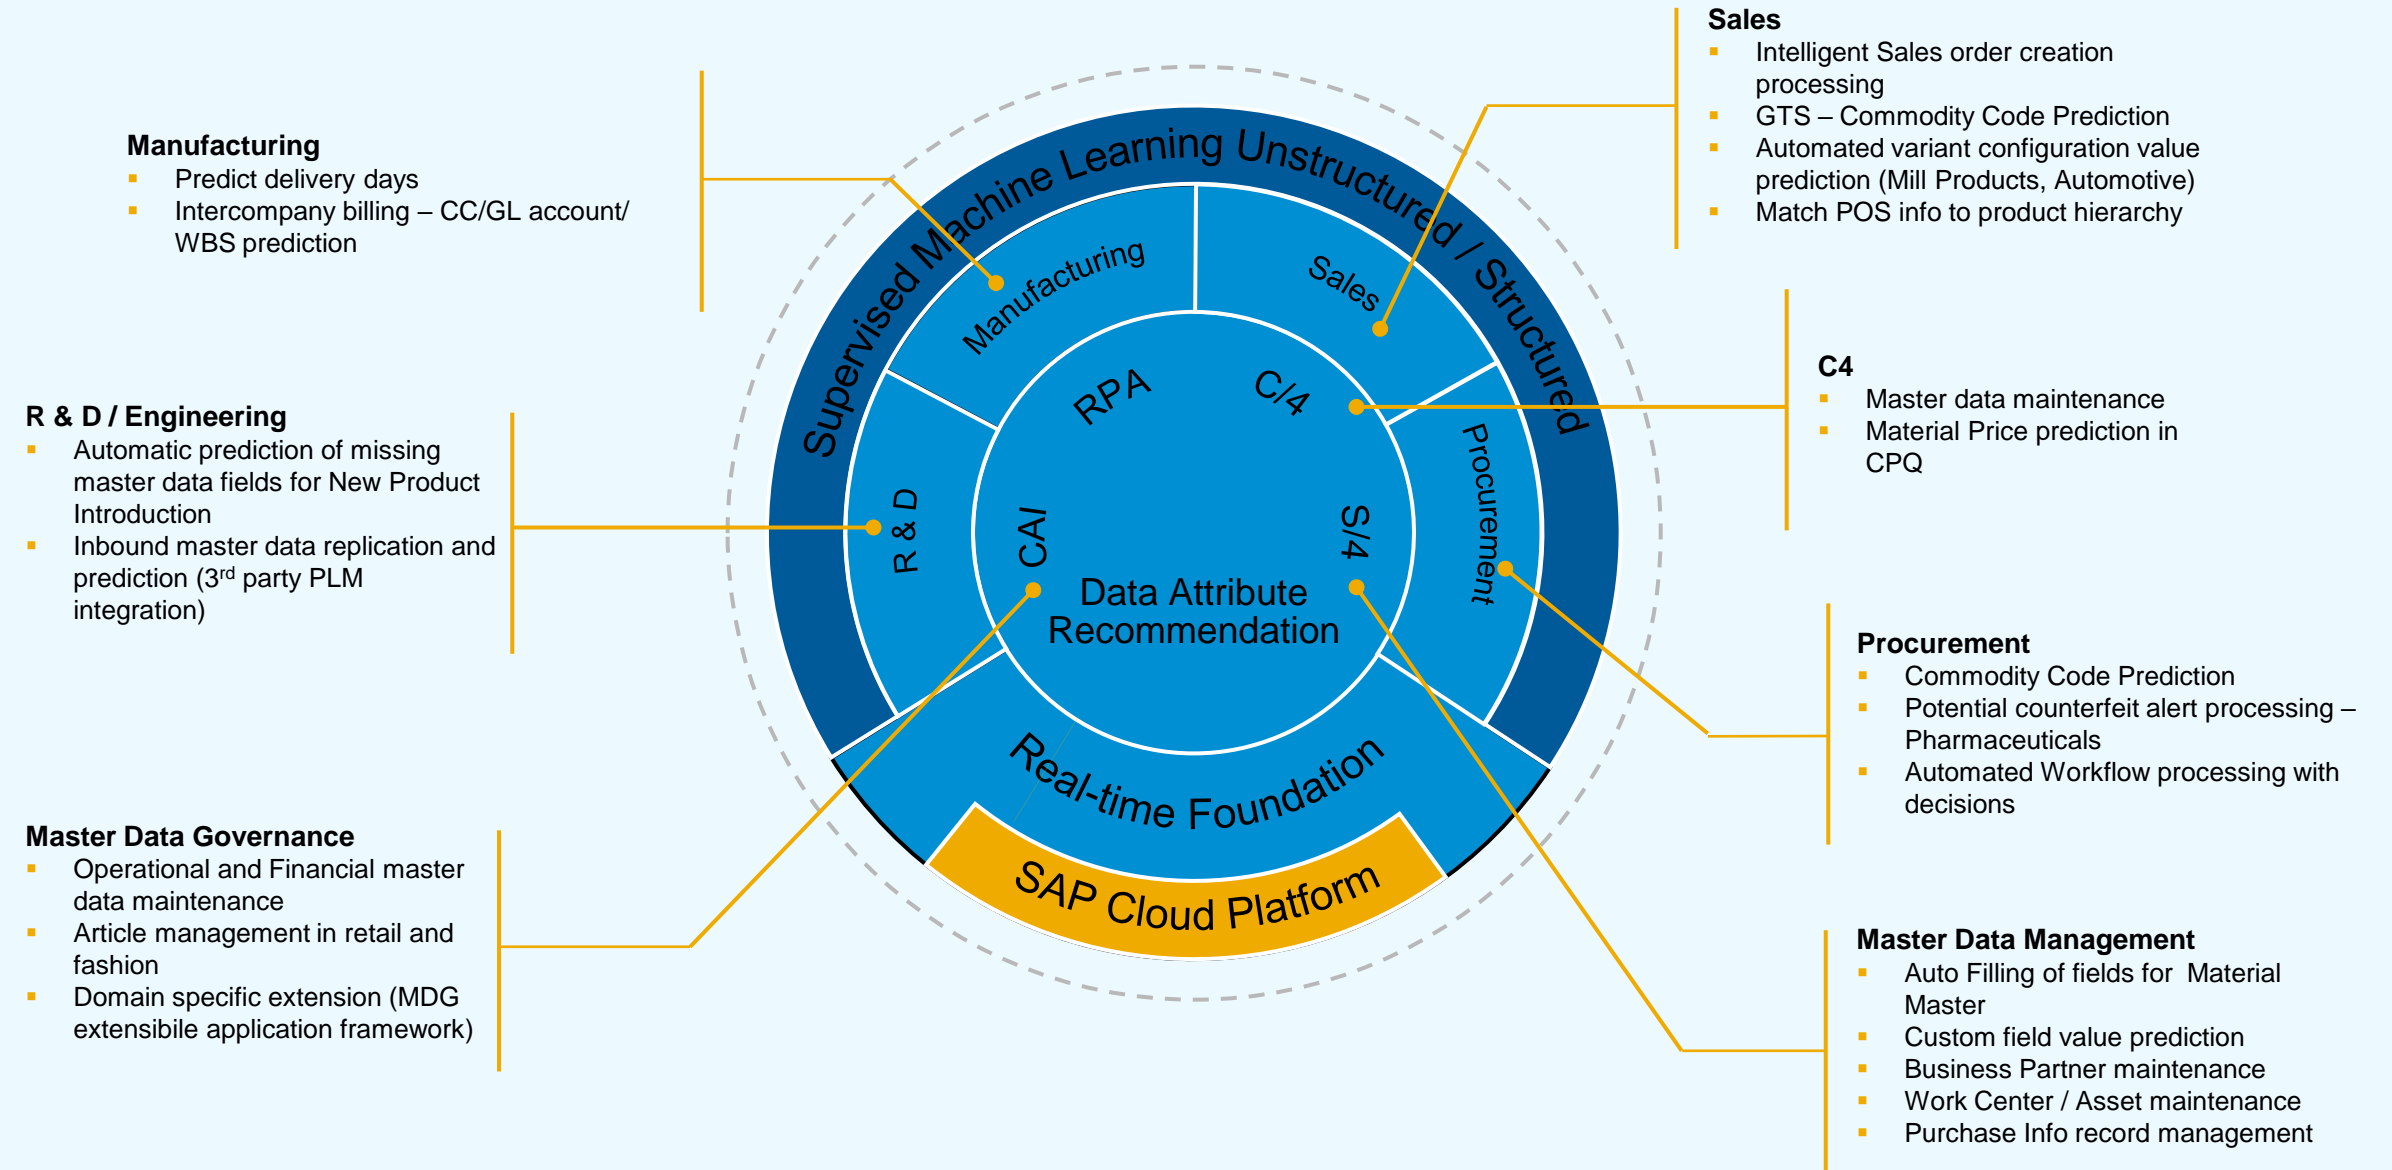 Manufacturing
Predict delivery days
Intercompany billing – CC/GL account/
WBS prediction
R & D / Engineering
Automatic prediction of missing
master data fields for New Product
Introduction
Inbound master data replication and
prediction (3rd party PLM
integration)
Master Data Governance
Operational and Financial master
data maintenance
Article management in retail and
fashion
Domain specific extension (MDG
extensibile application framework)
Supervised Machine Learning Unstructured / Structured
Manufacturing
Sales
R & D
Procurement
RPA
C/4
CAI
S/4
Data Attribute
Recommendation
Real-time Foundation
SAP Cloud Platform
Sales
Intelligent Sales order creation
processing
GTS – Commodity Code Prediction
Automated variant configuration value
prediction (Mill Products, Automotive)
Match POS info to product hierarchy
C4
Master data maintenance
Material Price prediction in
CPQ
Procurement
Commodity Code Prediction
Potential counterfeit alert processing –
Pharmaceuticals
Automated Workflow processing with
decisions
Master Data Management
Auto Filling of fields for  Material
Master
Custom field value prediction
Business Partner maintenance
Work Center / Asset maintenance
Purchase Info record management